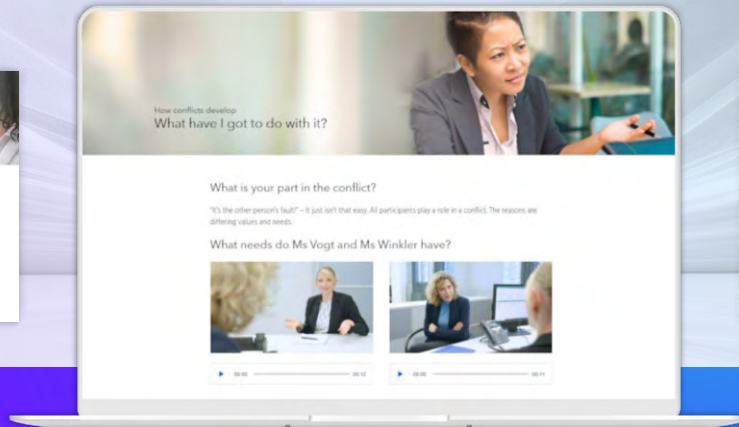 How conflicts develop
What have I got to do with it?
What is your part in the conflict?
"It's the other person's fault!" – It just isn't that easy. All participants play a role in a conflict. The reasons are
differing values and needs.
What needs do Ms Vogt and Ms Winkler have?
00:00 00:12
00:00 00:11